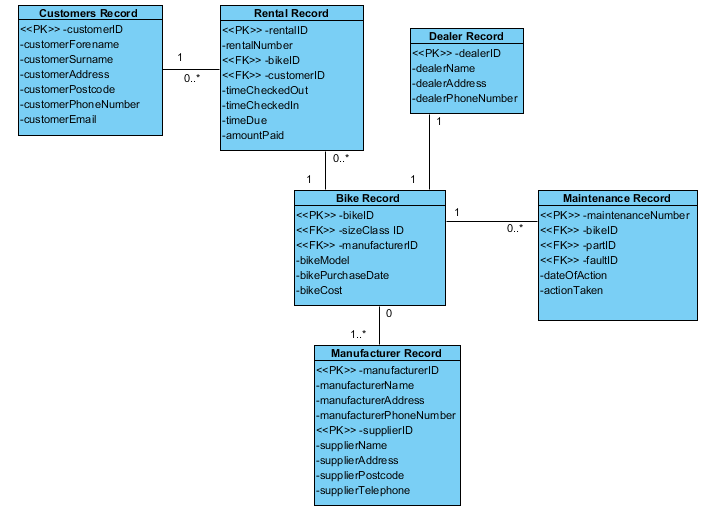 Customers Record
<<PK>> -customerID
-customerForename
-customerSurname
-customerAddress
-customerPostcode
-customerPhoneNumber
-customerEmail
1
0..*
Rental Record
<<PK>> -rentalID
-rentalNumber
<<FK>> -bikeID
<<FK>> -customerID
-timeCheckedOut
-timeCheckedIn
-timeDue
-amountPaid
0..*
1
Dealer Record
<<PK>> -dealerID
-dealerName
-dealerAddress
-dealerPhoneNumber
1
1
Bike Record
<<PK>> -bikeID
<<FK>> -sizeClass ID
<<FK>> -manufacturerID
-bikeModel
-bikePurchaseDate
-bikeCost
1
0..*
Maintenance Record
<<PK>> -maintenanceNumber
<<FK>> -bikeID
<<FK>> -partID
<<FK>> -faultID
-dateOfAction
-actionTaken
0
1..*
Manufacturer Record
<<PK>> -manufacturerID
-manufacturerName
-manufacturerAddress
-manufacturerPhoneNumber
<<PK>> -supplierID
-supplierName
-supplierAddress
-supplierPostcode
-supplierTelephone